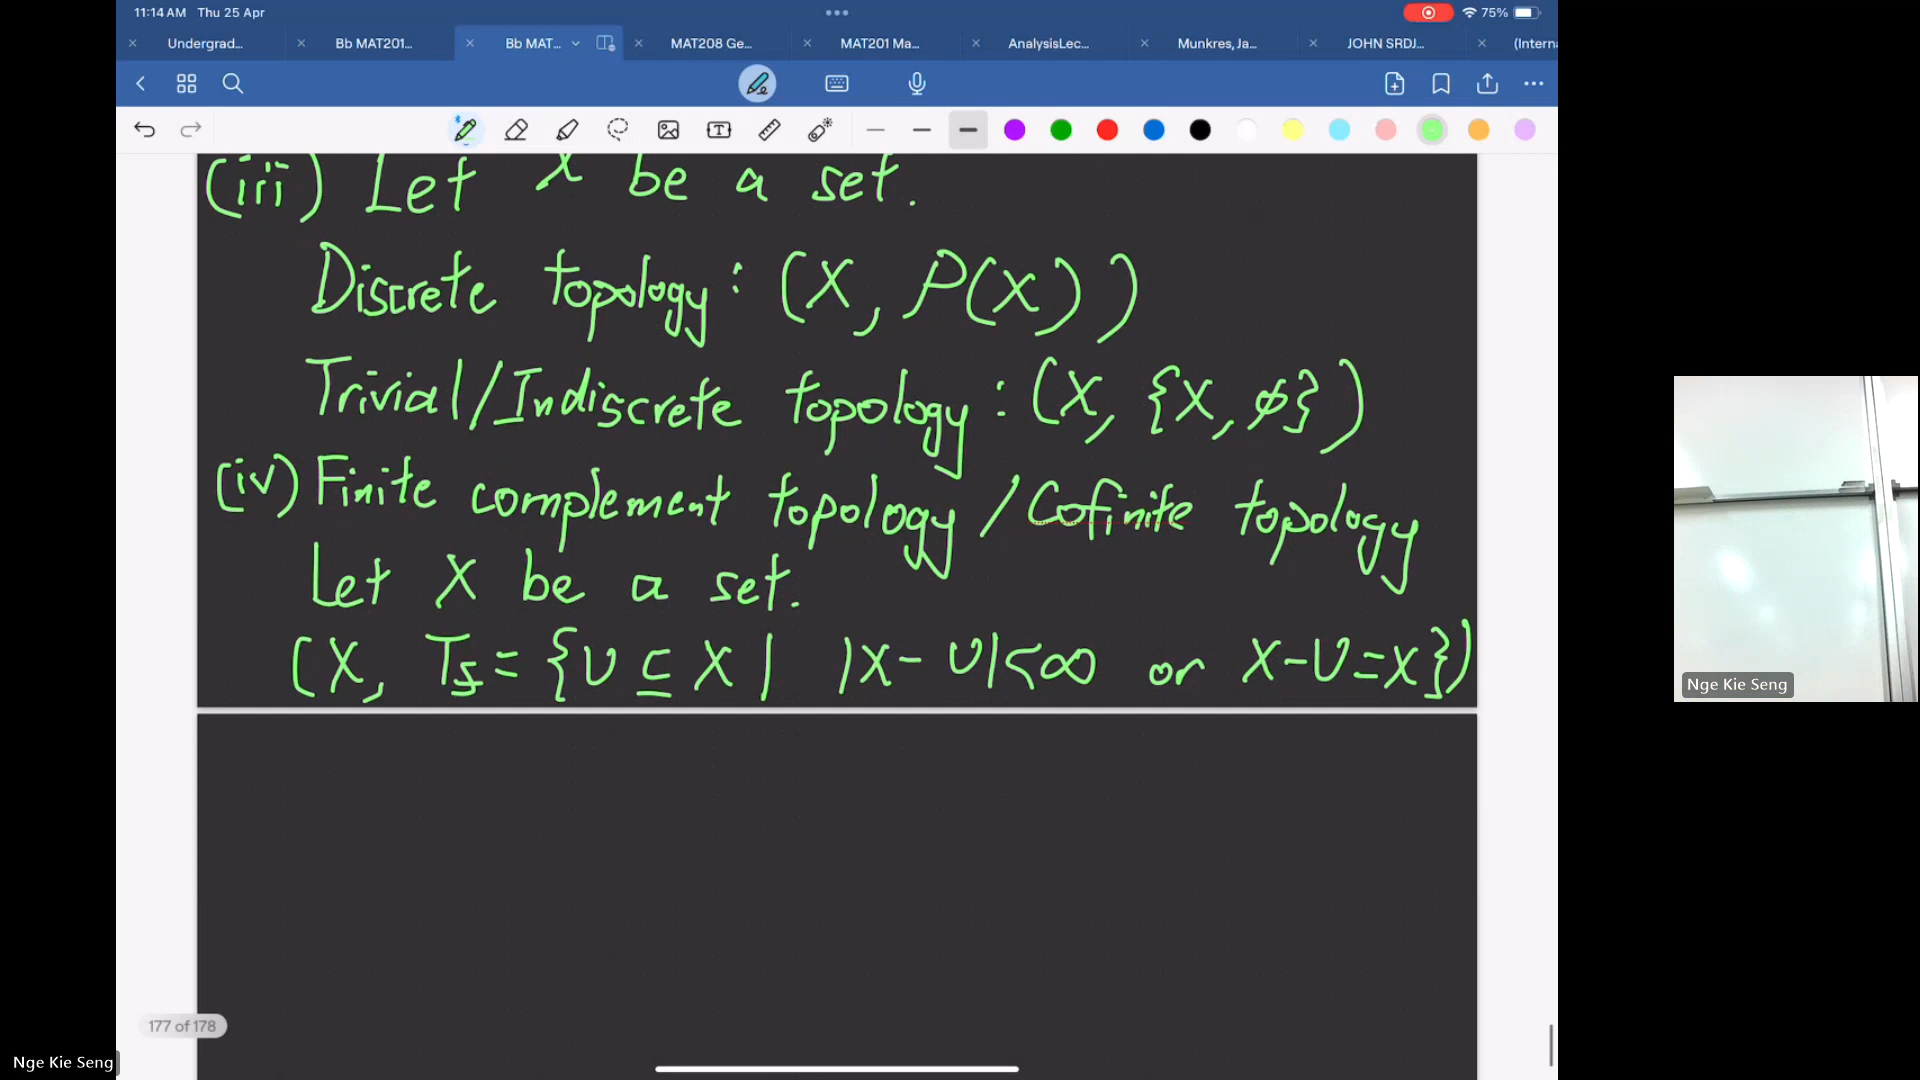 11:14 AM Thu 25 Apr
75%
Undergrad...
Bb MAT201...
Bb MAT...
MAT208 Ge...
MAT201 Ma...
AnalysisLec...
Munkres, Ja...
JOHN SRDJ...
(Interna
(iii) Let X be a set.
Discrete topology: (X, P(X))
Trivial/Indiscrete topology: (X, {X, ∅})
(iv) Finite complement topology/Cofinite topology
Let X be a set.
(X, T_f = {U ⊆ X | |X - U| < ∞ or X - U = X})
177 of 178
Nge Kie Seng
Nge Kie Seng